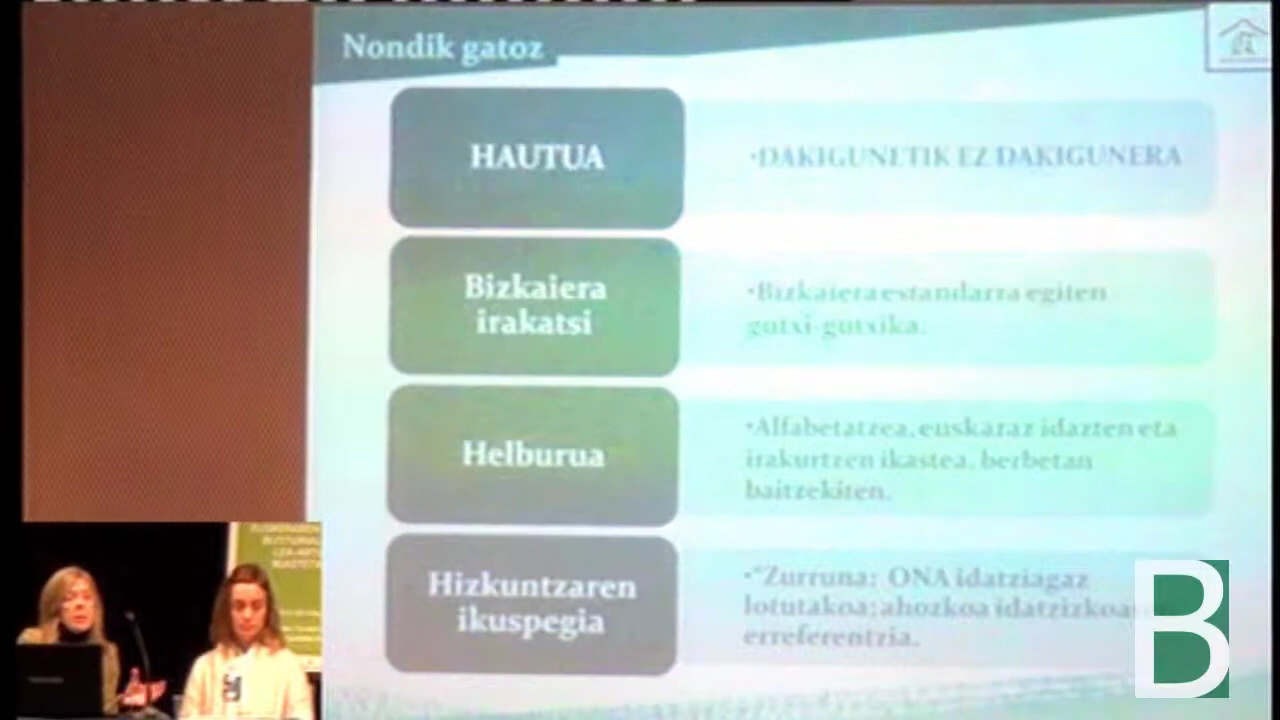 Nondik gatoz
HAUTUA
•DAKIGUNETIK EZ DAKIGUNERA
Bizkaiera
irakatsi
•Bizkaiera estandarra egiten
gutxi-gutxika.
Helburua
•Alfabetatzea, euskaraz idazten eta
irakurtzen ikastea, berbetan
baitzekiten.
Hizkuntzaren
ikuspegia
•"Zurruna: ONA idatziagaz
lotutakoa; ahozkoa
erreferentzia.
B